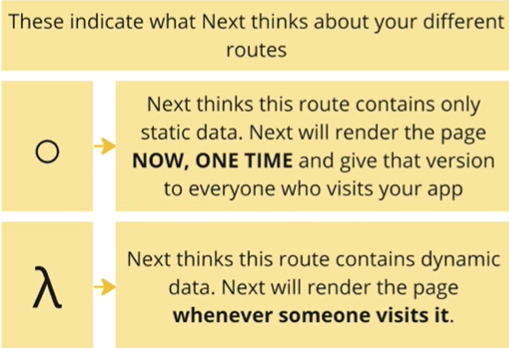 These indicate what Next thinks about your different
routes
○
Next thinks this route contains only
static data. Next will render the page
NOW, ONE TIME and give that version
to everyone who visits your app
λ
Next thinks this route contains dynamic
data. Next will render the page
whenever someone visits it.